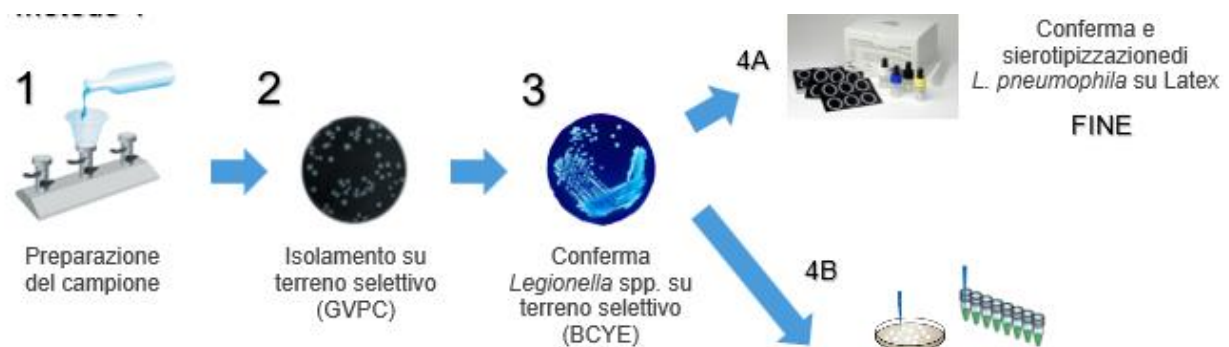 1
Preparazione
del campione
2
Isolamento su
terreno selettivo
(GVPC)
3
Conferma
Legionella spp. su
terreno selettivo
(BCYE)
4A
Conferma e
sierotipizzazionedi
L. pneumophila su Latex
FINE
4B